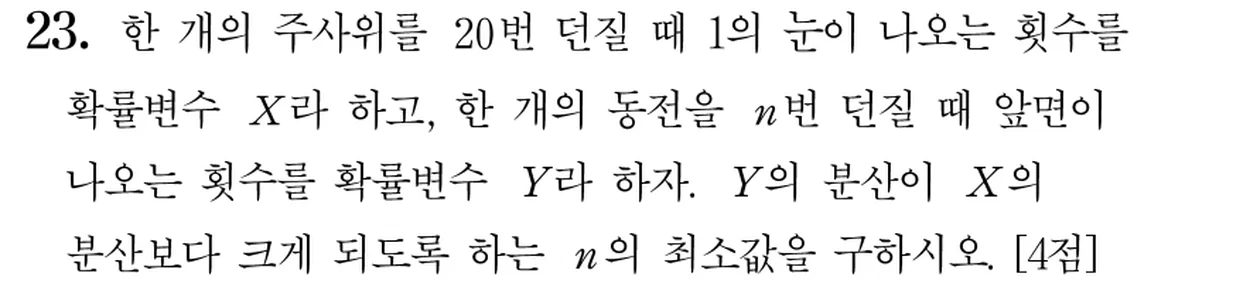 23. 한 개의 주사위를 20번 던질 때 1의 눈이 나오는 횟수를
확률변수 X라 하고, 한 개의 동전을 n번 던질 때 앞면이
나오는 횟수를 확률변수 Y라 하자. Y의 분산이 X의
분산보다 크게 되도록 하는 n의 최소값을 구하시오. [4점]